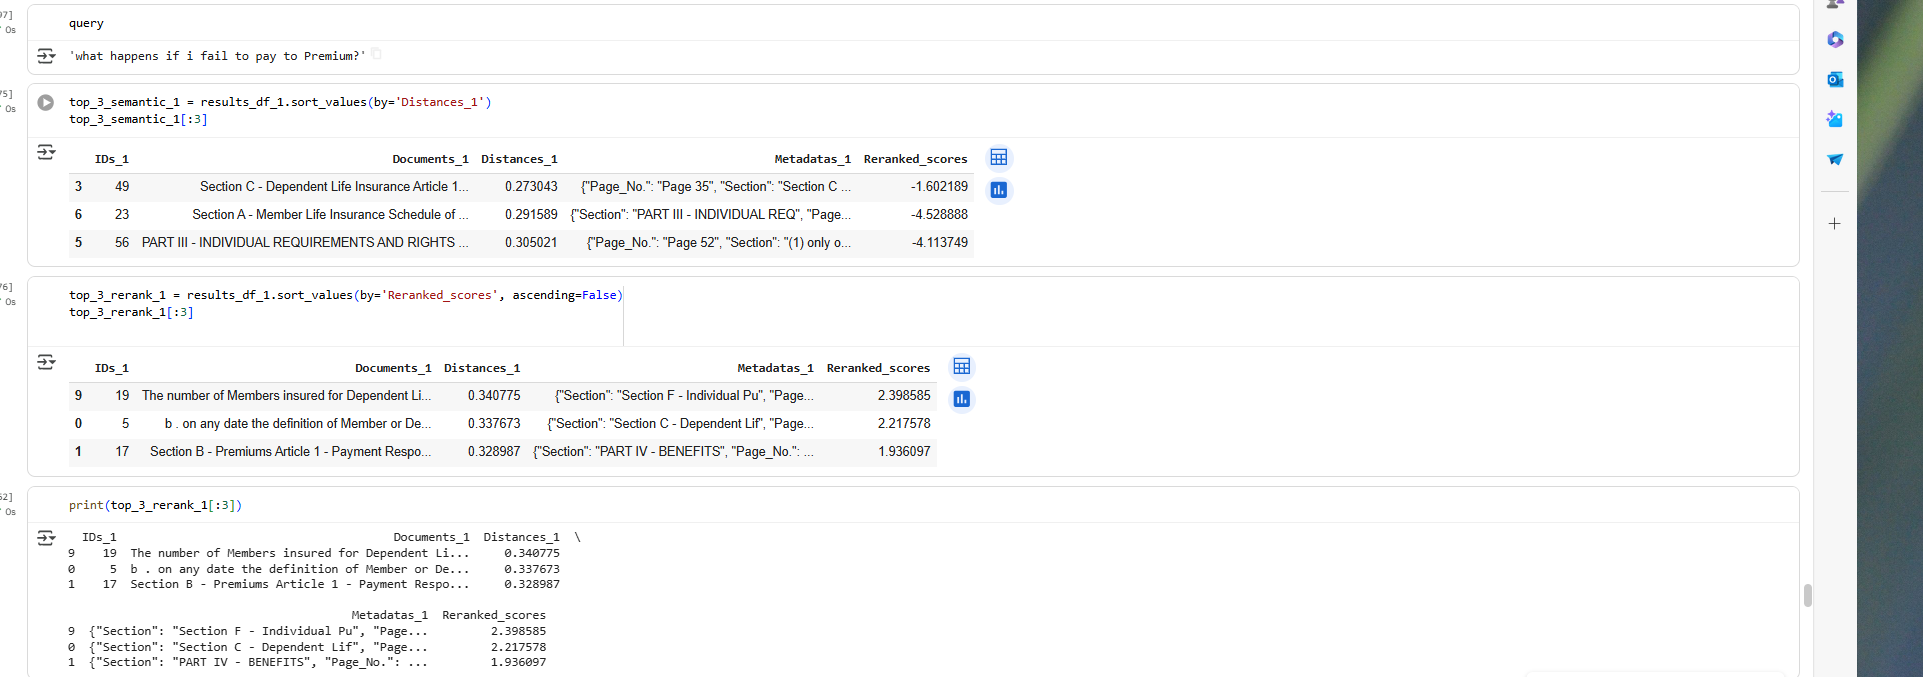 97]
0s
query
'what happens if i fail to pay to Premium?'
75]
0s
top_3_semantic_1 = results_df_1.sort_values(by='Distances_1')
top_3_semantic_1[:3]
IDs_1 Documents_1 Distances_1 Metadatas_1 Reranked_scores
3 49 Section C - Dependent Life Insurance Article 1... 0.273043 {"Page_No.": "Page 35", "Section": "Section C ... -1.602189
6 23 Section A - Member Life Insurance Schedule of ... 0.291589 {"Section": "PART III - INDIVIDUAL REQ", "Page... -4.528888
5 56 PART III - INDIVIDUAL REQUIREMENTS AND RIGHTS ... 0.305021 {"Page_No.": "Page 52", "Section": "(1) only o... -4.113749
76]
0s
top_3_rerank_1 = results_df_1.sort_values(by='Reranked_scores', ascending=False)
top_3_rerank_1[:3]
IDs_1 Documents_1 Distances_1 Metadatas_1 Reranked_scores
9 19 The number of Members insured for Dependent Li... 0.340775 {"Section": "Section F - Individual Pu", "Page... 2.398585
0 5 b . on any date the definition of Member or De... 0.337673 {"Section": "Section C - Dependent Lif", "Page... 2.217578
1 17 Section B - Premiums Article 1 - Payment Respo... 0.328987 {"Section": "PART IV - BENEFITS", "Page_No.": ... 1.936097
52]
0s
print(top_3_rerank_1[:3])
IDs_1 Documents_1 Distances_1 \
9 19 The number of Members insured for Dependent Li... 0.340775
0 5 b . on any date the definition of Member or De... 0.337673
1 17 Section B - Premiums Article 1 - Payment Respo... 0.328987
Metadatas_1 Reranked_scores
9 {"Section": "Section F - Individual Pu", "Page... 2.398585
0 {"Section": "Section C - Dependent Lif", "Page... 2.217578
1 {"Section": "PART IV - BENEFITS", "Page_No.": ... 1.936097